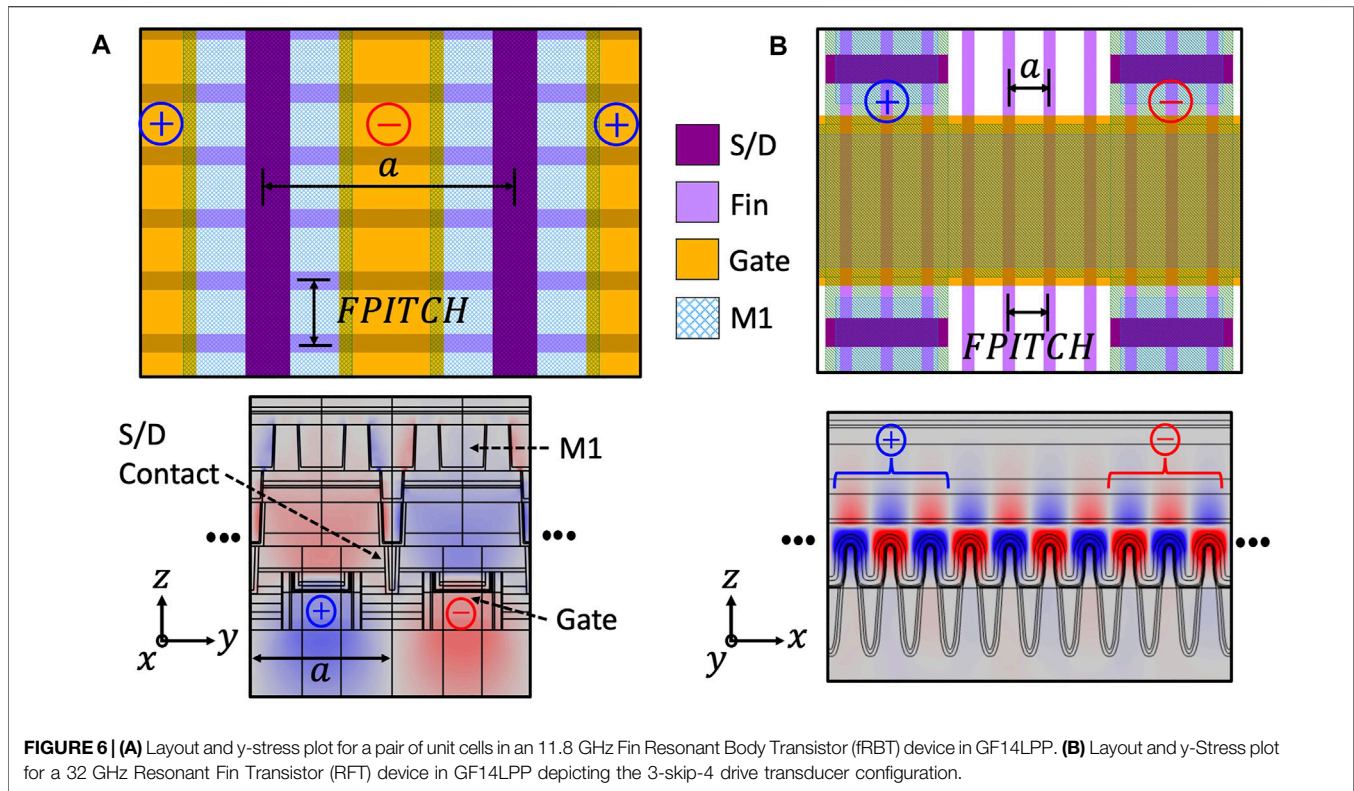 A
B
+
−
+
a
FPITCH
S/D
Fin
Gate
M1
+
−
a
FPITCH
S/D
Contact
M1
•••
•••
z
y
x
+
−
Gate
a
+
−
•••
•••
z
x
y
FIGURE 6 | (A) Layout and y-stress plot for a pair of unit cells in an 11.8 GHz Fin Resonant Body Transistor (fRBT) device in GF14LPP. (B) Layout and y-Stress plot
for a 32 GHz Resonant Fin Transistor (RFT) device in GF14LPP depicting the 3-skip-4 drive transducer configuration.